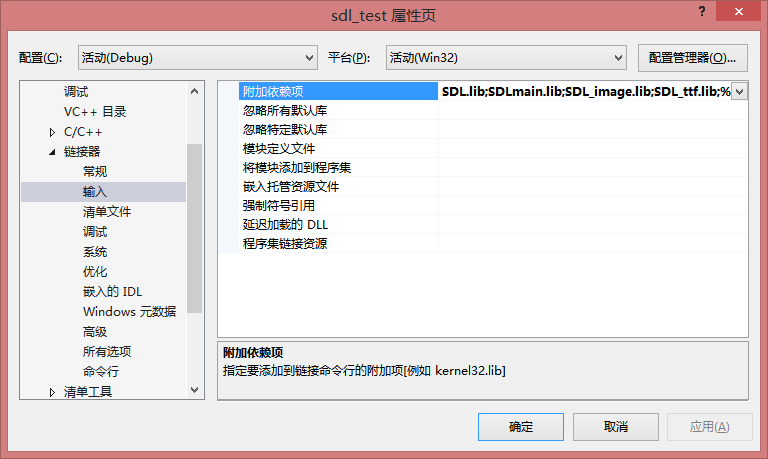 sdl_test 属性页
配置(C): 活动(Debug) 平台(P): 活动(Win32) 配置管理器(O)...
调试
VC++ 目录
C/C++
链接器
常规
输入
清单文件
调试
系统
优化
嵌入的 IDL
Windows 元数据
高级
所有选项
命令行
清单工具
附加依赖项 SDL.lib;SDLmain.lib;SDL_image.lib;SDL_ttf.lib;%
忽略所有默认库
忽略特定默认库
模块定义文件
将模块添加到程序集
嵌入托管资源文件
强制符号引用
延迟加载的 DLL
程序集链接资源
附加依赖项
指定要添加到链接命令行的附加项[例如 kernel32.lib]
确定 取消 应用(A)